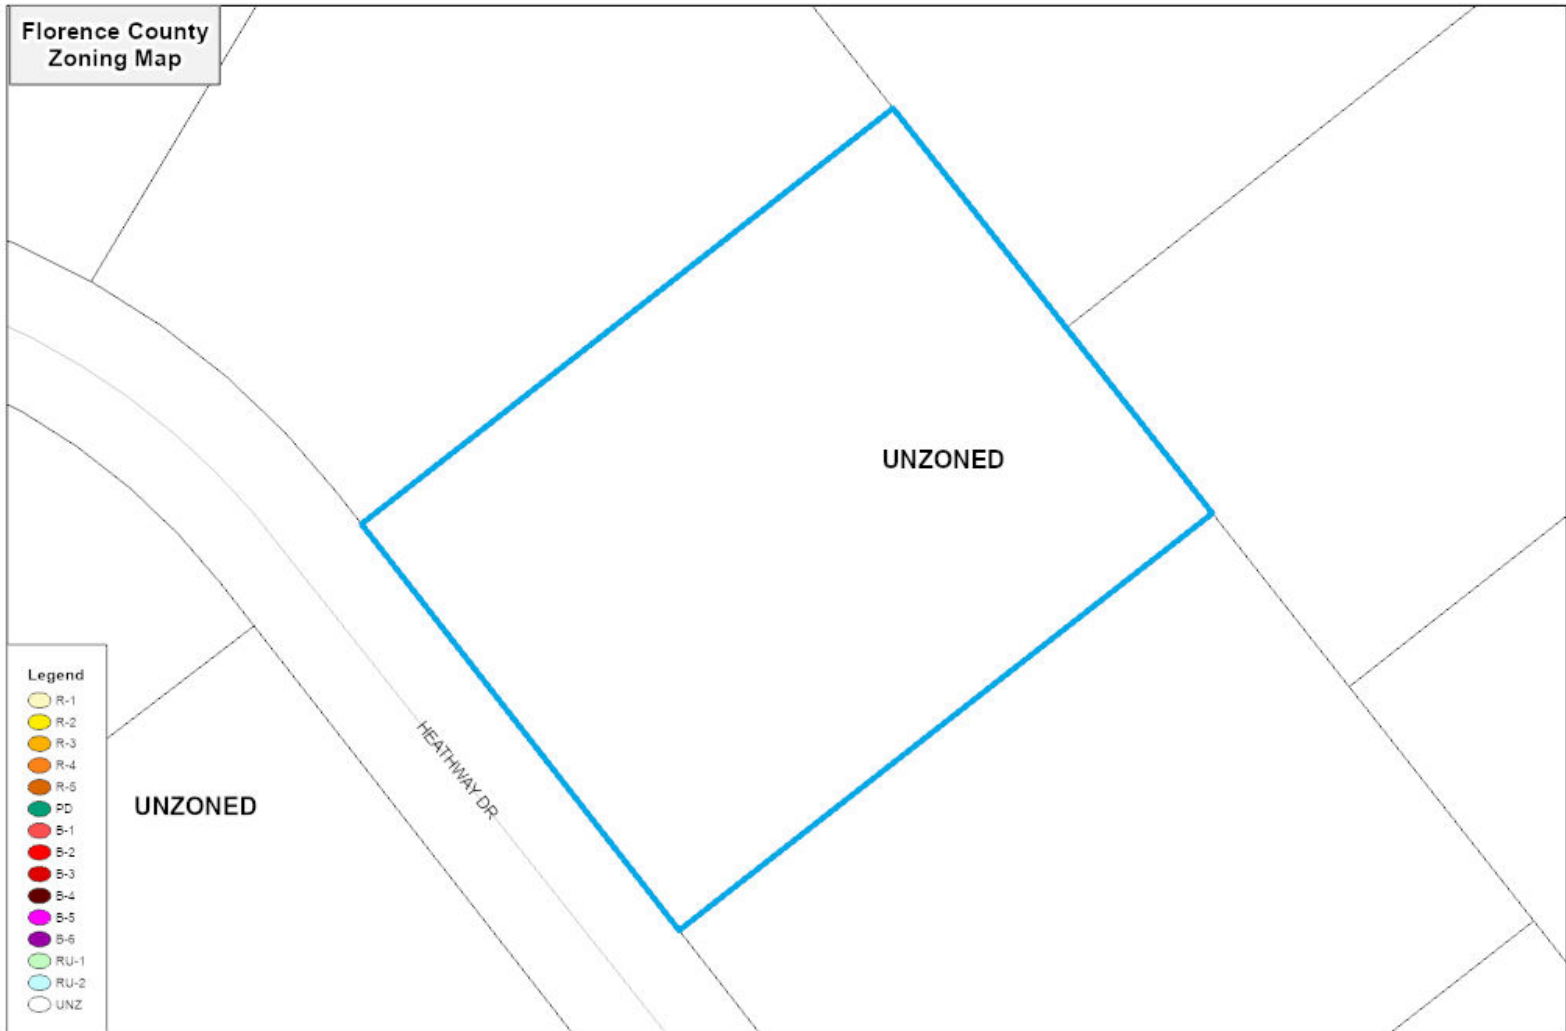 Florence County
Zoning Map
UNZONED
HEATHWAY DR
UNZONED
Legend
R-1
R-2
R-3
R-4
R-5
PD
B-1
B-2
B-3
B-4
B-5
B-6
RU-1
RU-2
UNZ